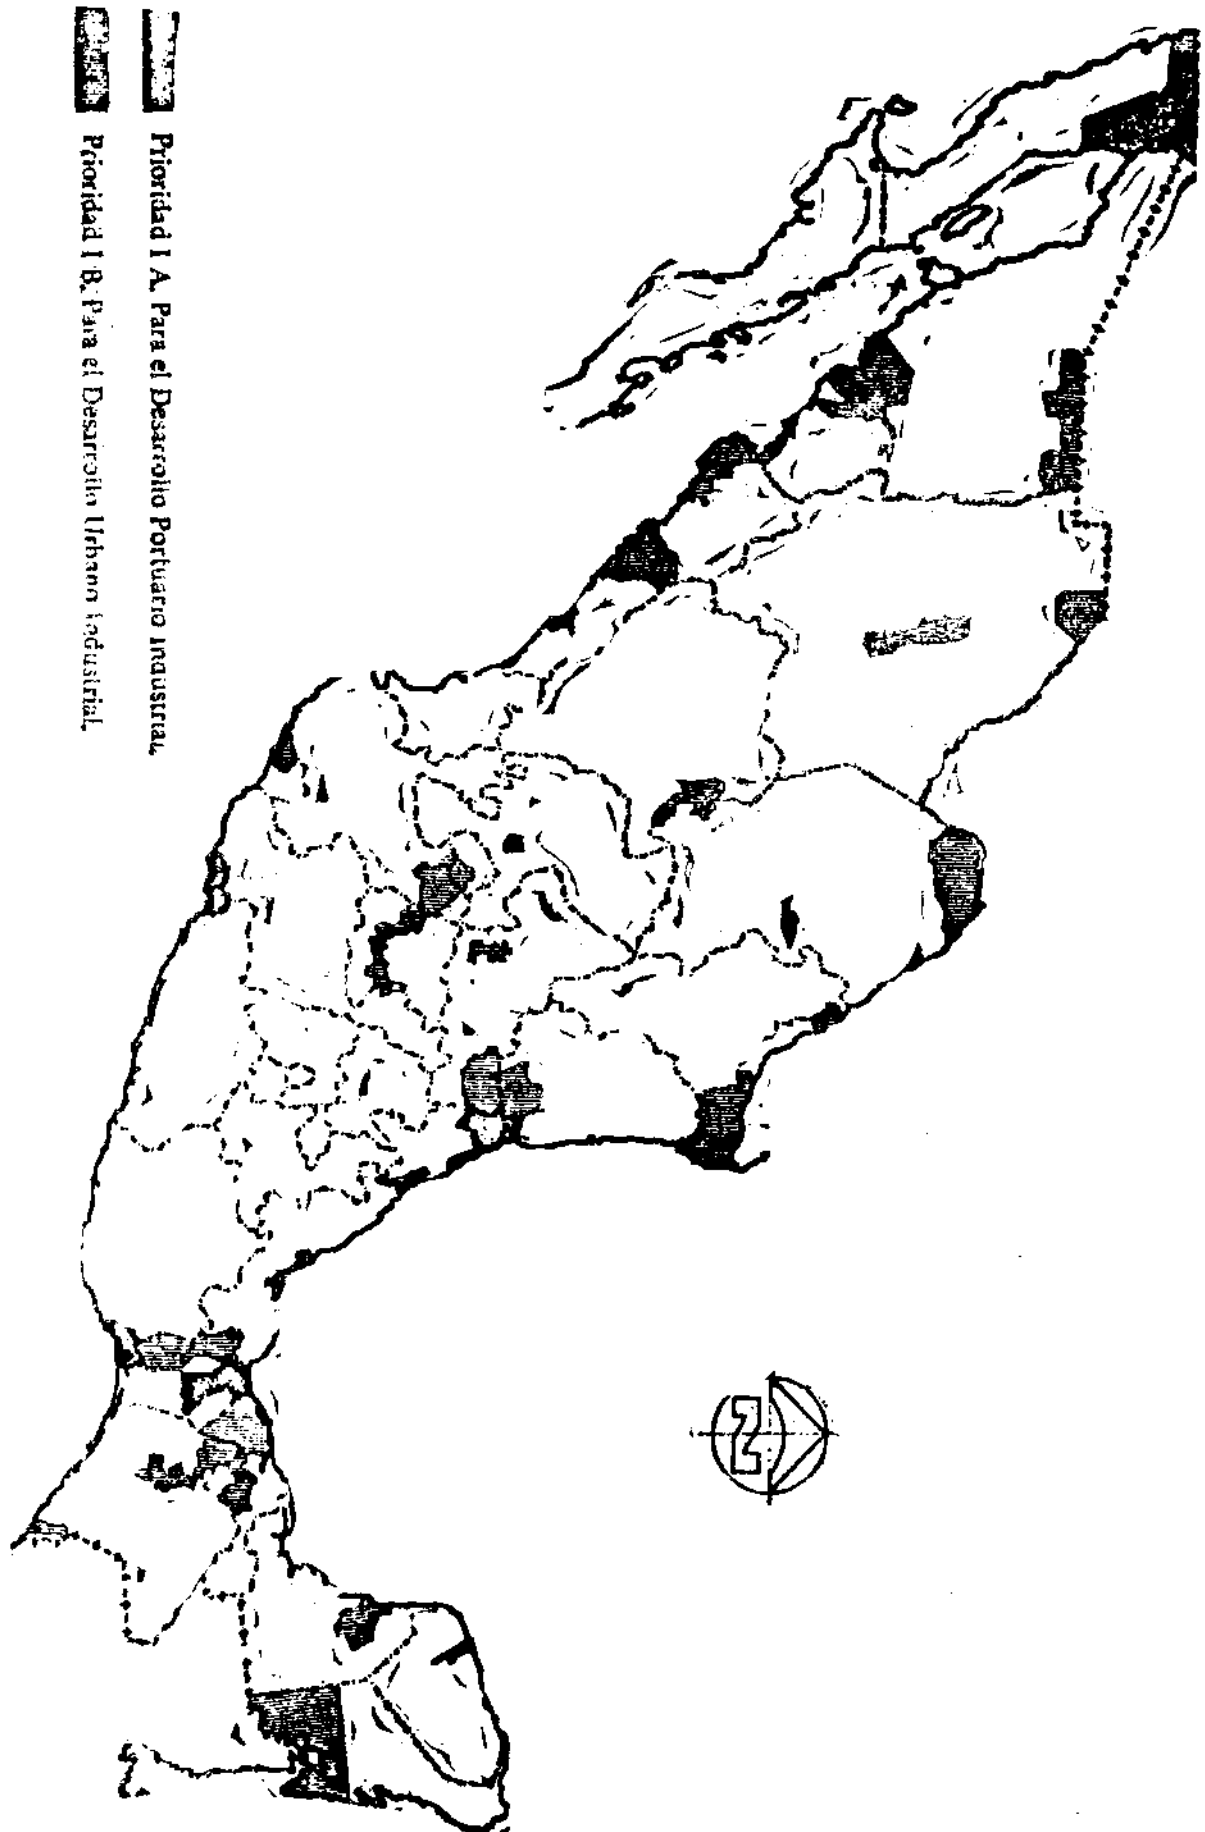 Prioridad I A. Para el Desarrollo Portuario Industrial.
Prioridad I B. Para el Desarrollo Urbano Industrial.
N